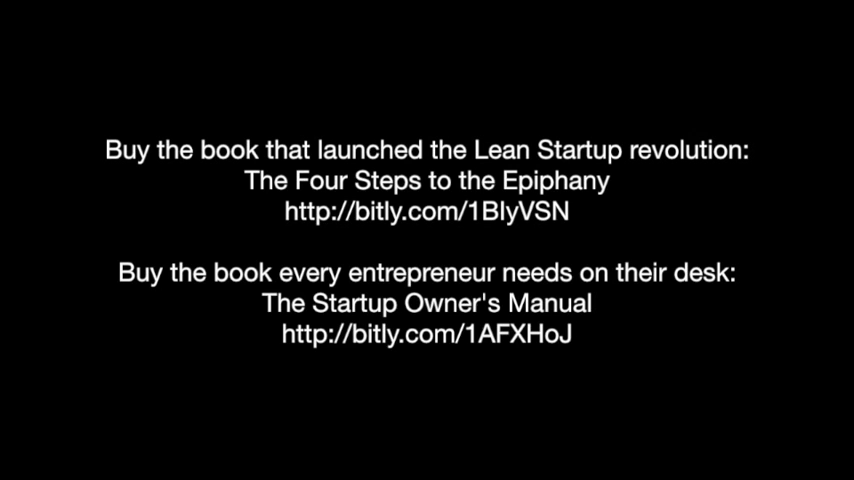 Buy the book that launched the Lean Startup revolution:
The Four Steps to the Epiphany
http://bitly.com/1BIyVSN
Buy the book every entrepreneur needs on their desk:
The Startup Owner's Manual
http://bitly.com/1AFXHoJ